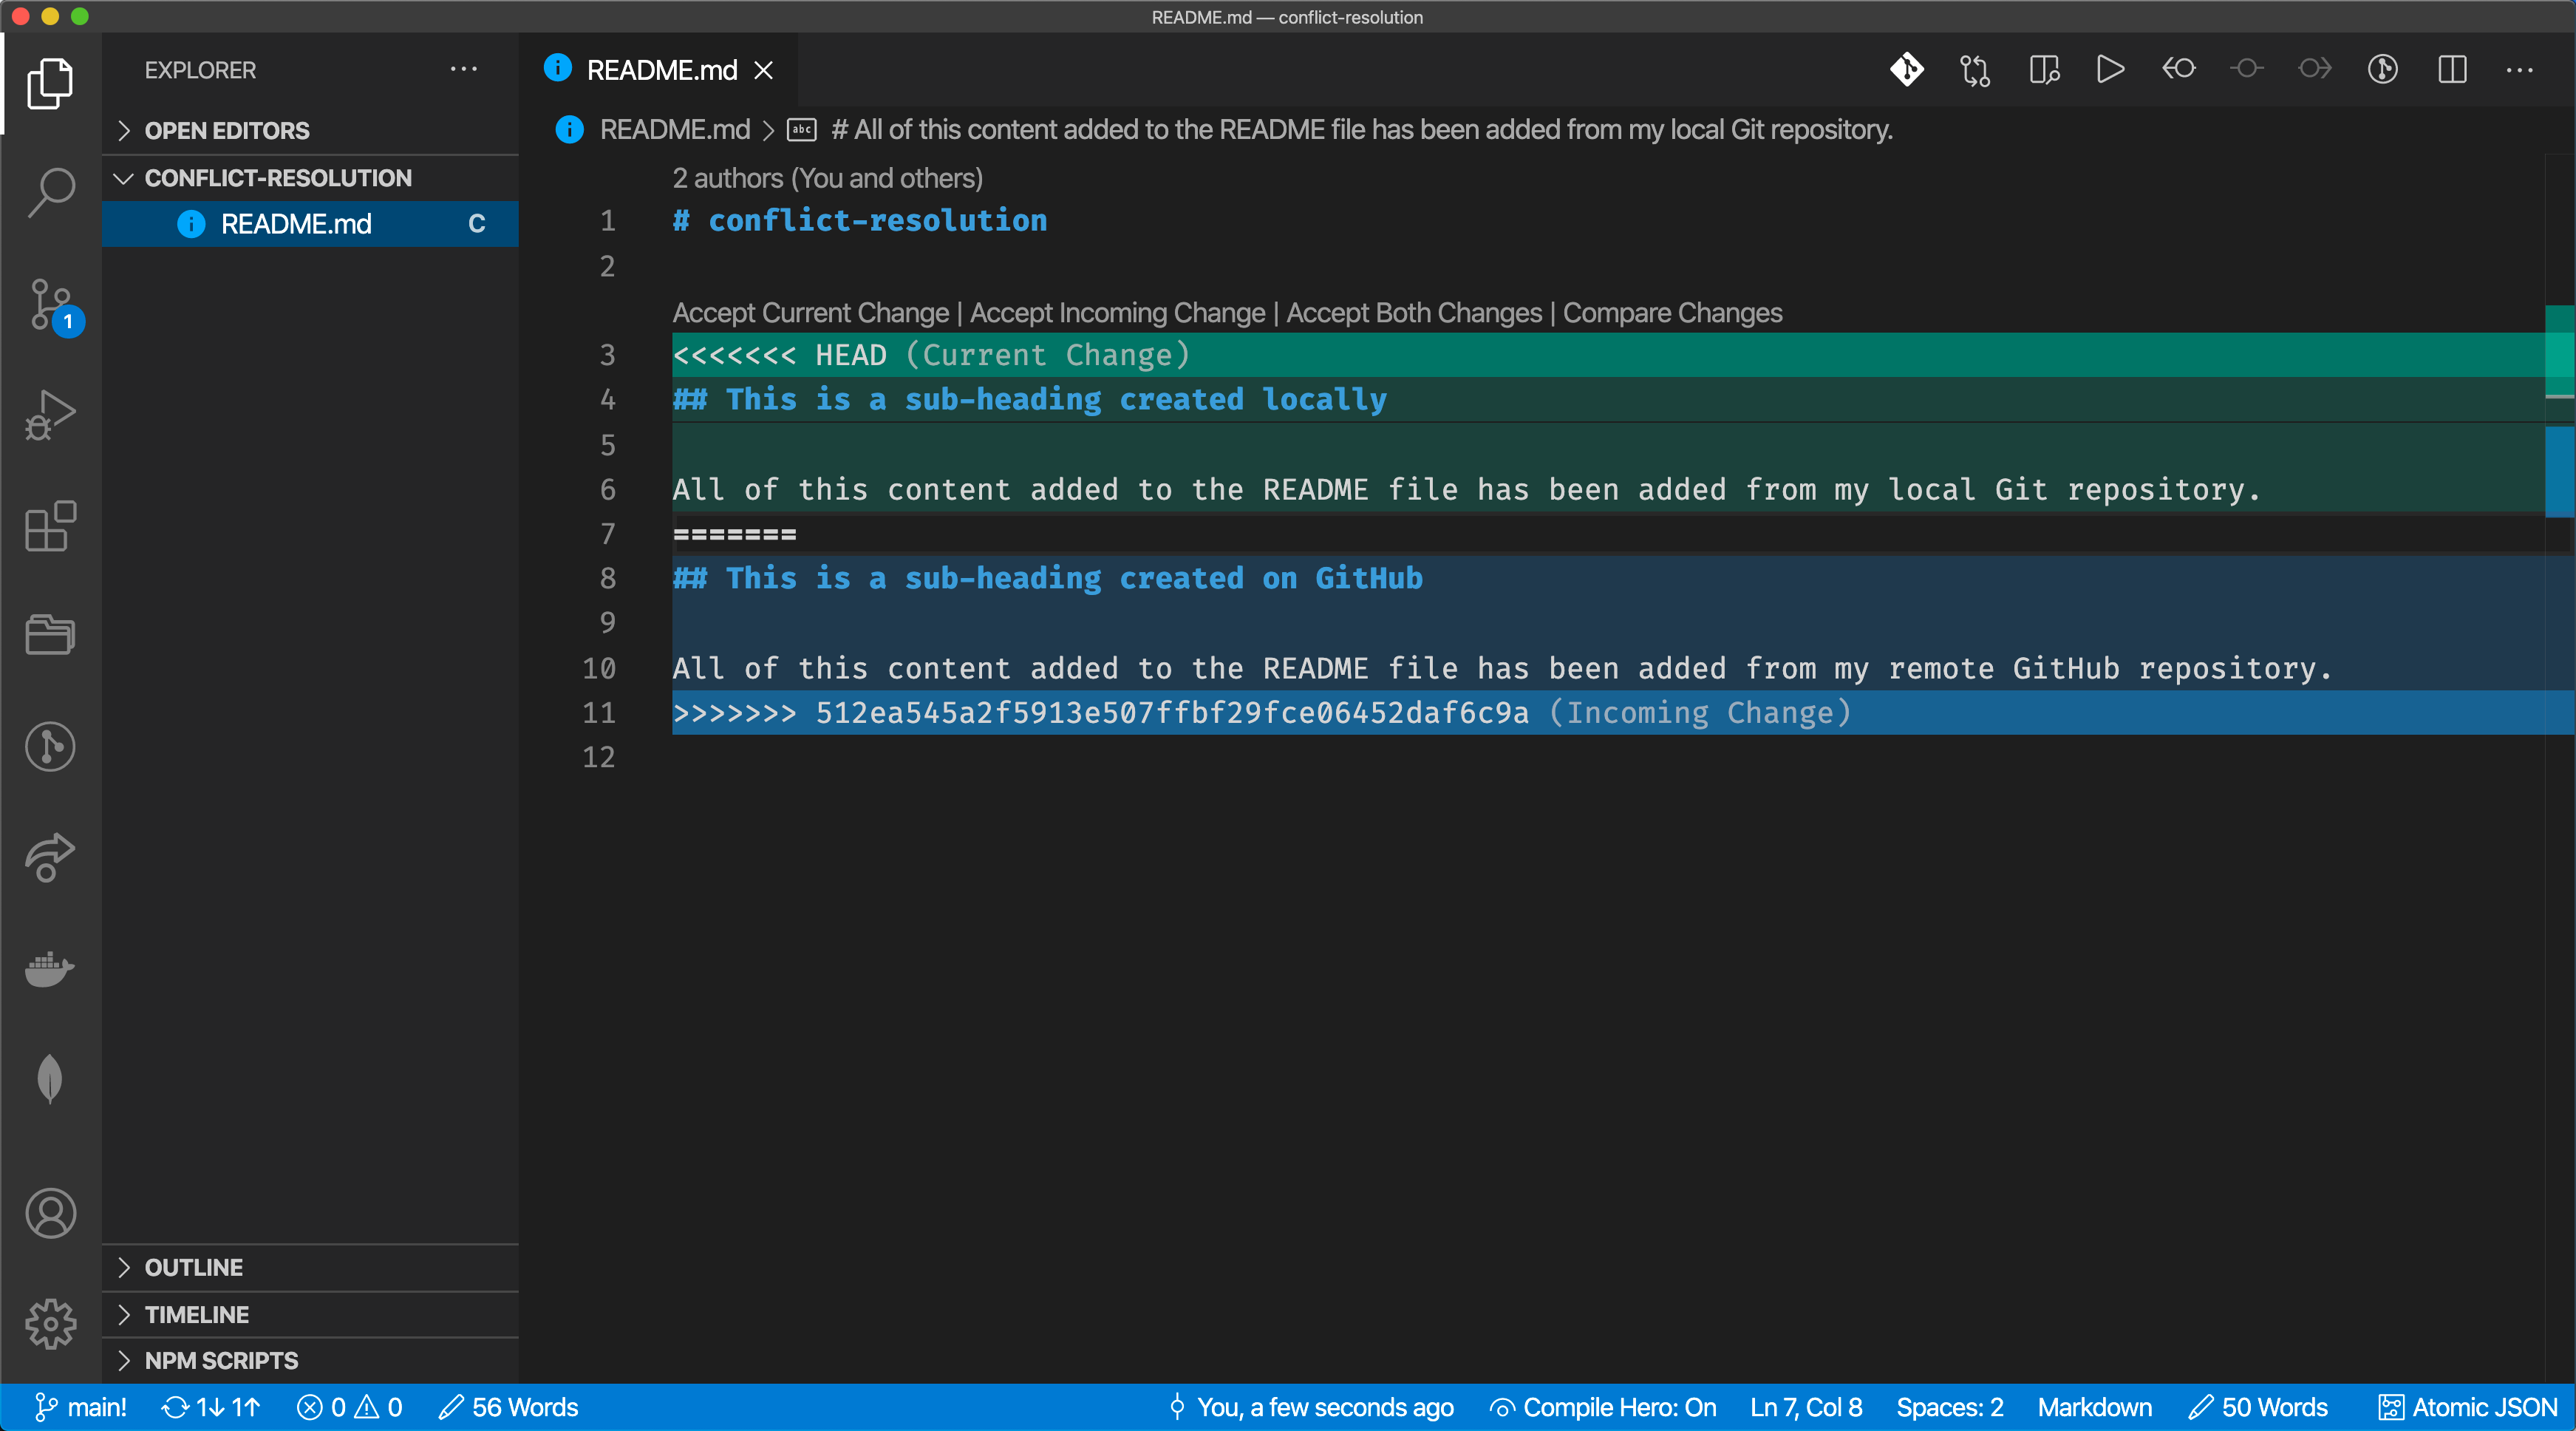 README.md — conflict-resolution
EXPLORER
README.md
OPEN EDITORS
README.md > # All of this content added to the README file has been added from my local Git repository.
CONFLICT-RESOLUTION
README.md C
1
2 authors (You and others)
1 # conflict-resolution
2
Accept Current Change | Accept Incoming Change | Accept Both Changes | Compare Changes
3 <<<<<<< HEAD (Current Change)
4 ## This is a sub-heading created locally
5
6 All of this content added to the README file has been added from my local Git repository.
7 =======
8 ## This is a sub-heading created on GitHub
9
10 All of this content added to the README file has been added from my remote GitHub repository.
11 >>>>>>> 512ea545a2f5913e507ffbf29fce06452daf6c9a (Incoming Change)
12
OUTLINE
TIMELINE
NPM SCRIPTS
main! 1↓ 1↑ 0 0 56 Words You, a few seconds ago Compile Hero: On Ln 7, Col 8 Spaces: 2 Markdown 50 Words Atomic JSON